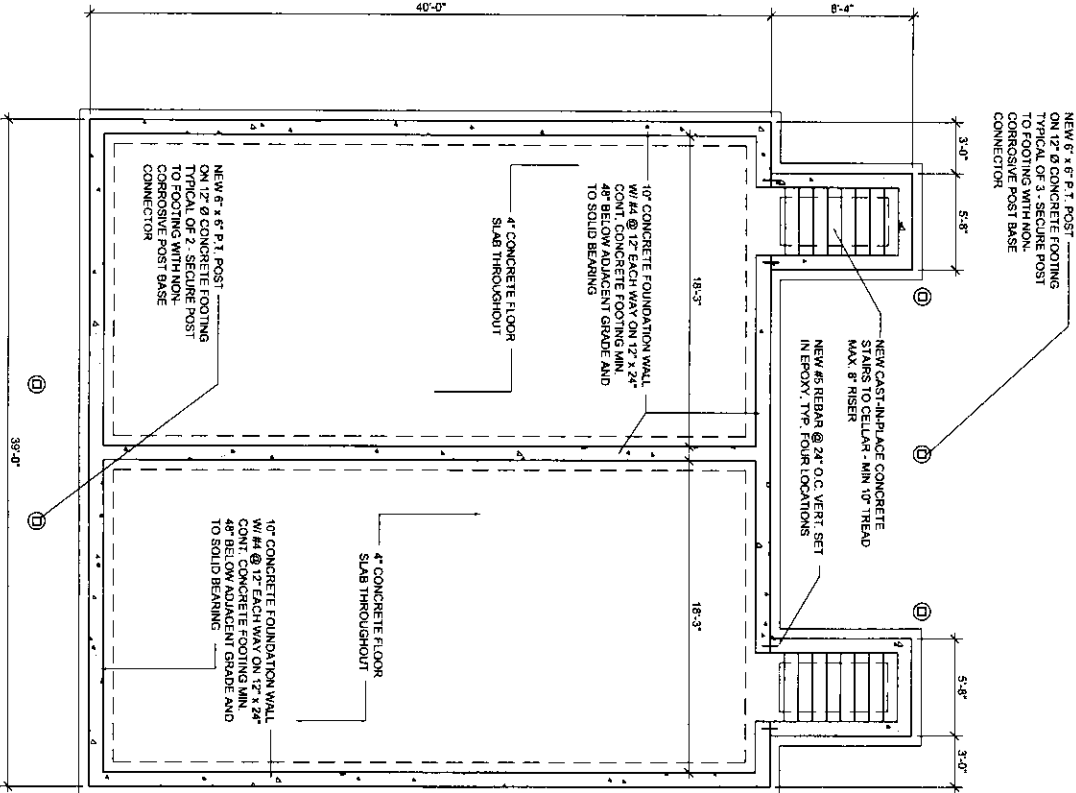 40'-0"
8'-4"
NEW 6" x 6" P.T. POST
ON 12" Ø CONCRETE FOOTING
TYPICAL OF 3 - SECURE POST
TO FOOTING WITH NON-
CORROSIVE POST BASE
CONNECTOR
3'-0"
5'-8"
NEW CAST-IN-PLACE CONCRETE
STAIRS TO CELLAR - MIN 10" TREAD
MAX. 8" RISER
NEW #5 REBAR @ 24" O.C. VERT. SET
IN EPOXY, TYP. FOUR LOCATIONS
5'-8"
3'-0"
18'-3"
18'-3"
10" CONCRETE FOUNDATION WALL
W/ #4 @ 12" EACH WAY ON 12" x 24"
CONT. CONCRETE FOOTING MIN.
48" BELOW ADJACENT GRADE AND
TO SOLID BEARING
4" CONCRETE FLOOR
SLAB THROUGHOUT
NEW 6" x 6" P.T. POST
ON 12" Ø CONCRETE FOOTING
TYPICAL OF 2 - SECURE POST
TO FOOTING WITH NON-
CORROSIVE POST BASE
CONNECTOR
4" CONCRETE FLOOR
SLAB THROUGHOUT
10" CONCRETE FOUNDATION WALL
W/ #4 @ 12" EACH WAY ON 12" x 24"
CONT. CONCRETE FOOTING MIN.
48" BELOW ADJACENT GRADE AND
TO SOLID BEARING
39'-0"